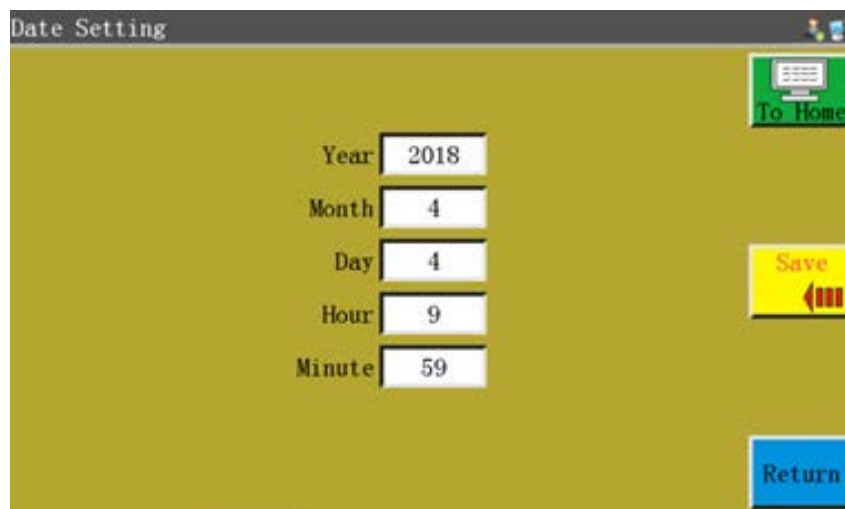 Date Setting
To Home
Year 2018
Month 4
Day 4
Save
Hour 9
Minute 59
Return